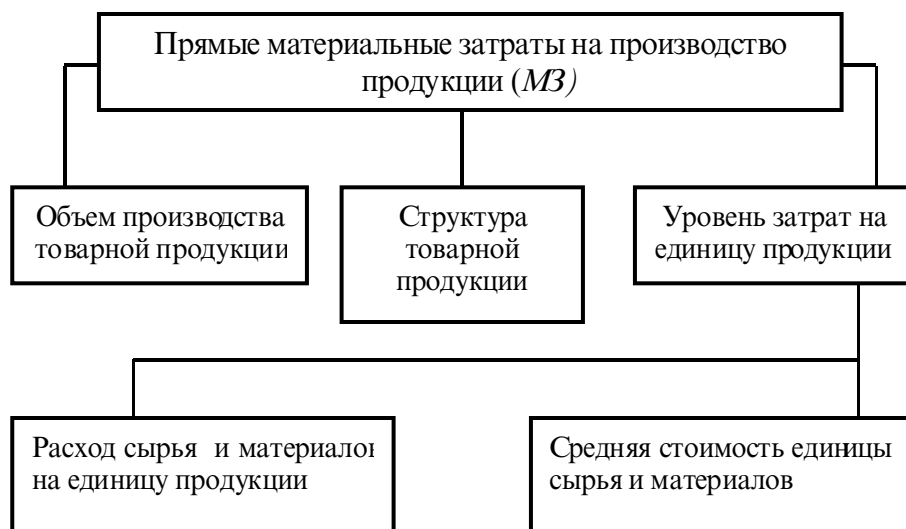 Прямые материальные затраты на производство
продукции (МЗ)
Объем производства
товарной продукции
Структура
товарной
продукции
Уровень затрат на
единицу продукции
Расход сырья и материалов
на единицу продукции
Средняя стоимость единицы
сырья и материалов